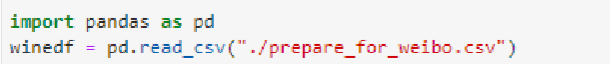 import pandas as pd
winedf = pd.read_csv("./prepare_for_weibo.csv")